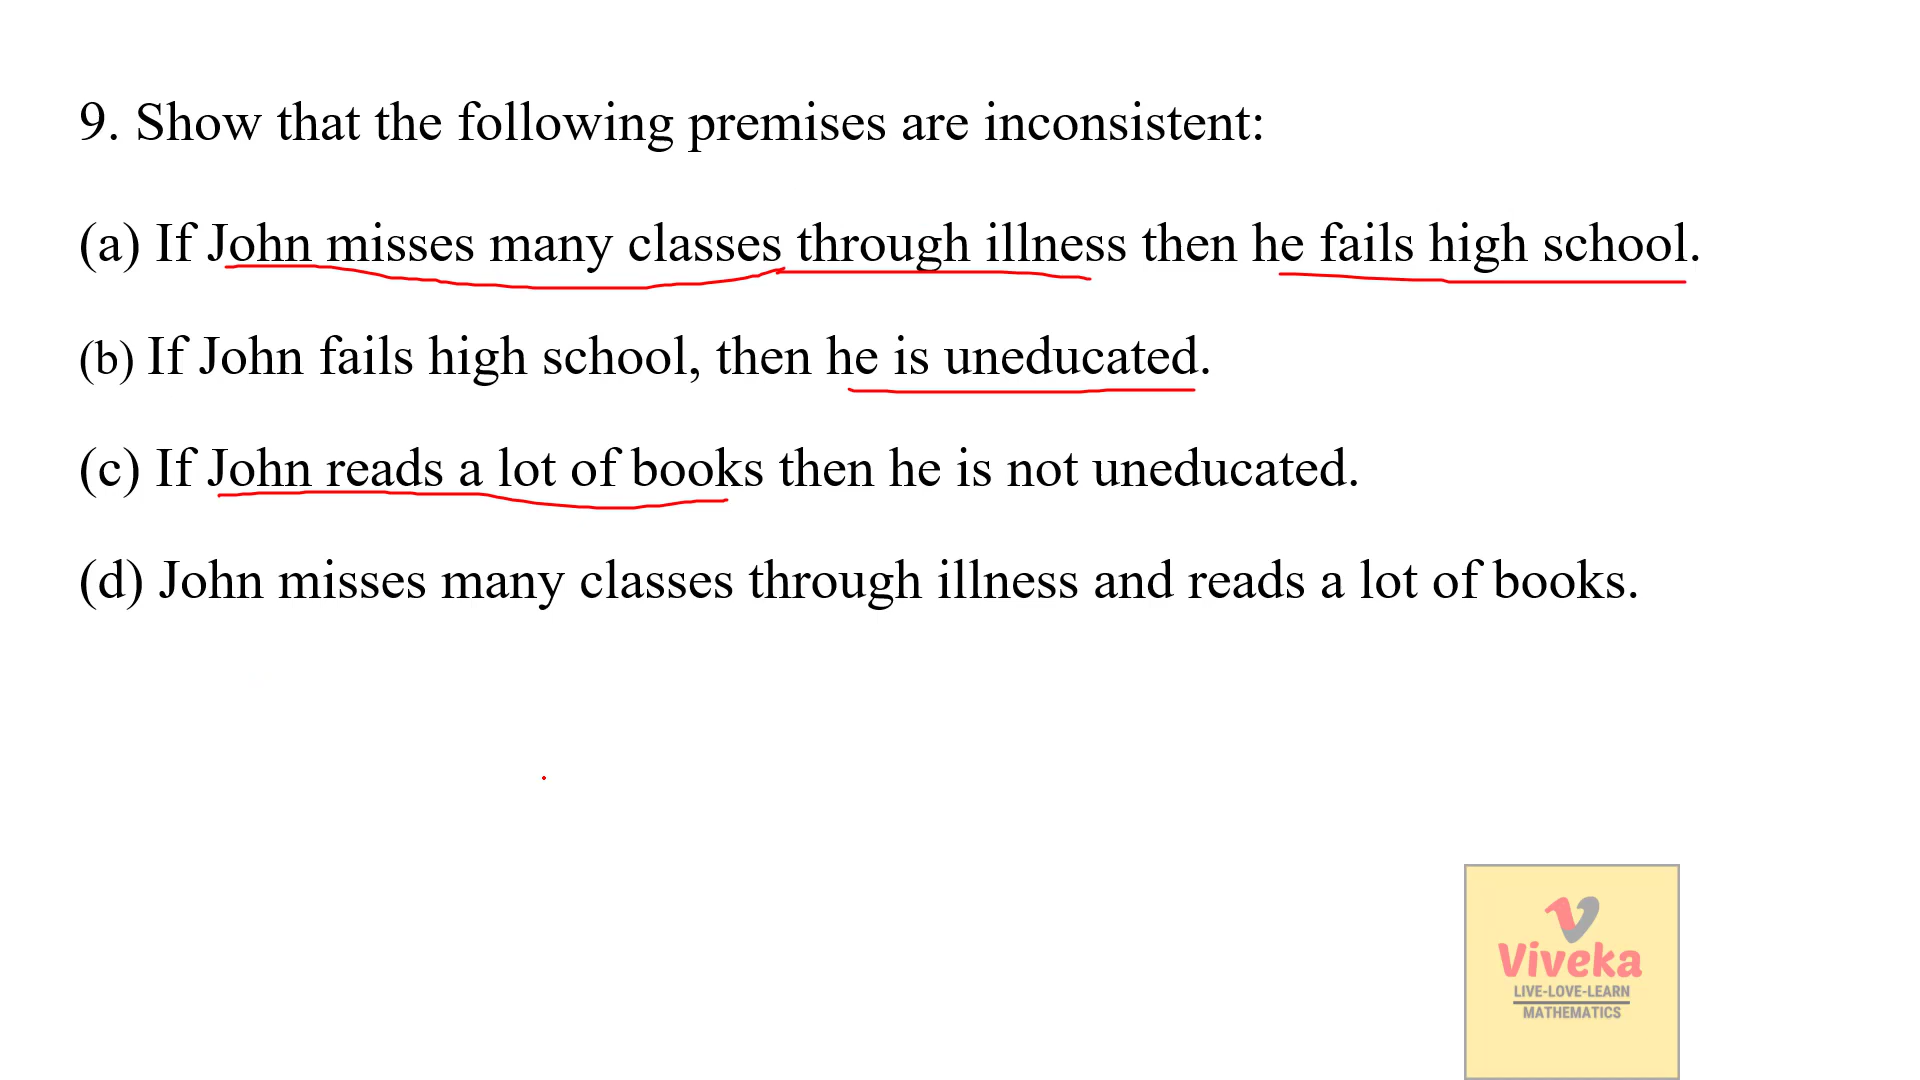 9. Show that the following premises are inconsistent:
(a) If John misses many classes through illness then he fails high school.
(b) If John fails high school, then he is uneducated.
(c) If John reads a lot of books then he is not uneducated.
(d) John misses many classes through illness and reads a lot of books.
Viveka
LIVE-LOVE-LEARN
MATHEMATICS